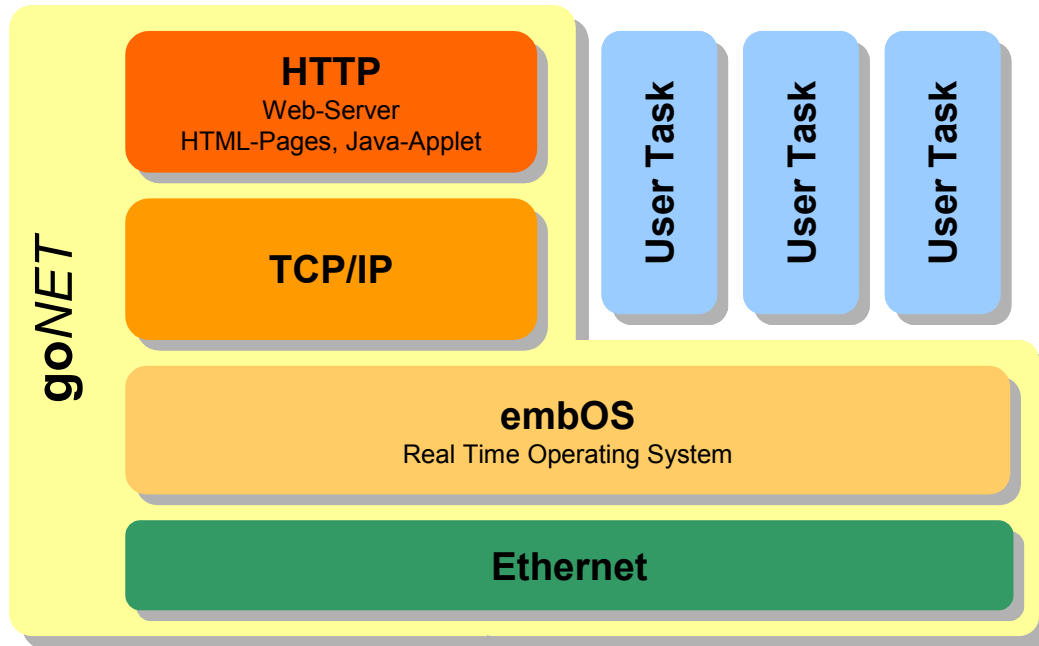 goNET
HTTP
Web-Server
HTML-Pages, Java-Applet
TCP/IP
User Task
User Task
User Task
embOS
Real Time Operating System
Ethernet